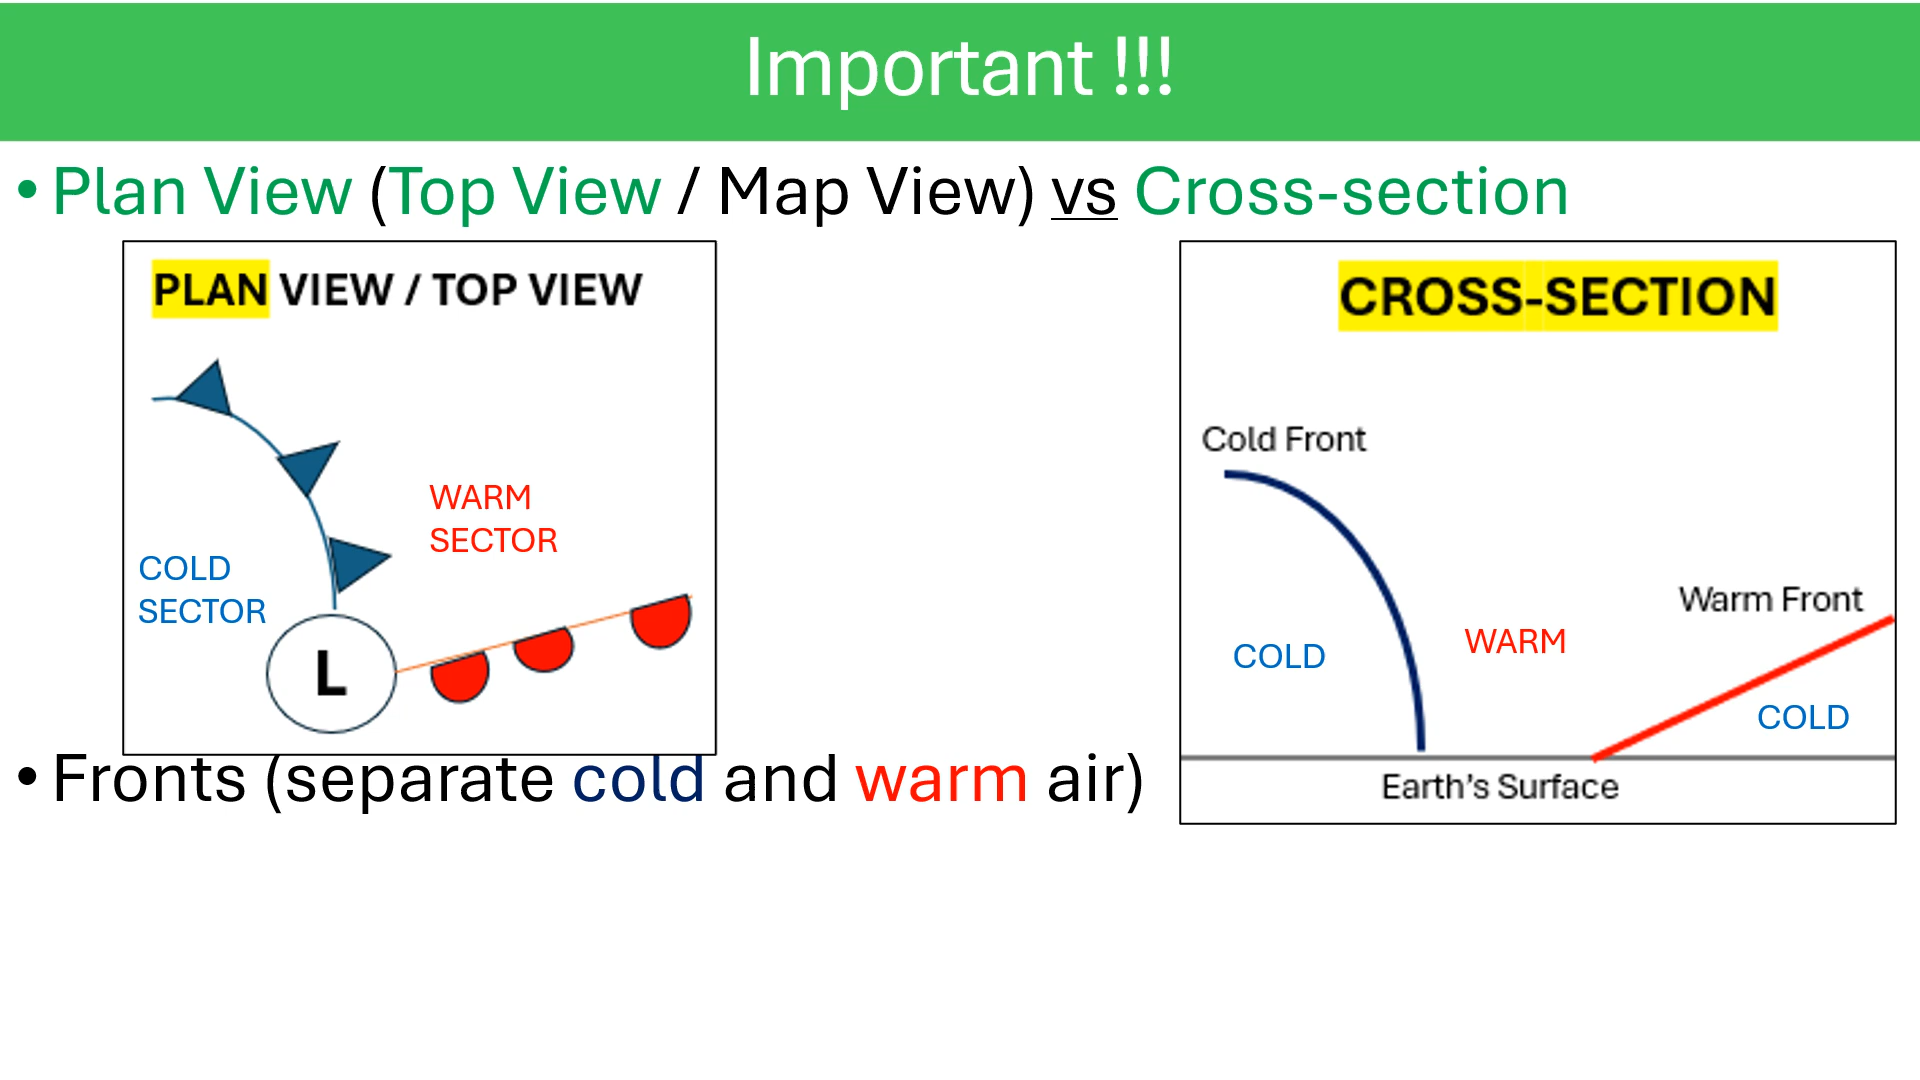 Important !!!
• Plan View (Top View / Map View) vs Cross-section
PLAN VIEW / TOP VIEW
WARM
SECTOR
COLD
SECTOR
L
CROSS-SECTION
Cold Front
Warm Front
WARM
COLD
COLD
Earth's Surface
• Fronts (separate cold and warm air)